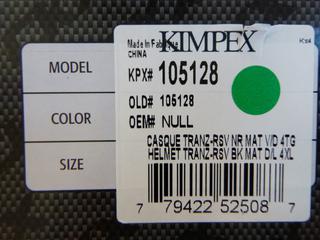 KIMPEX
Made In/Fabriqué
CHINA
MODEL
KPX# 105128
OLD# 105128
COLOR
OEM# NULL
CASQUE TRANZ-RSV NR MAT V/D 4TG
HELMET TRANZ-RSV BK MAT D/L 4XL
SIZE
7 79422 52508 7